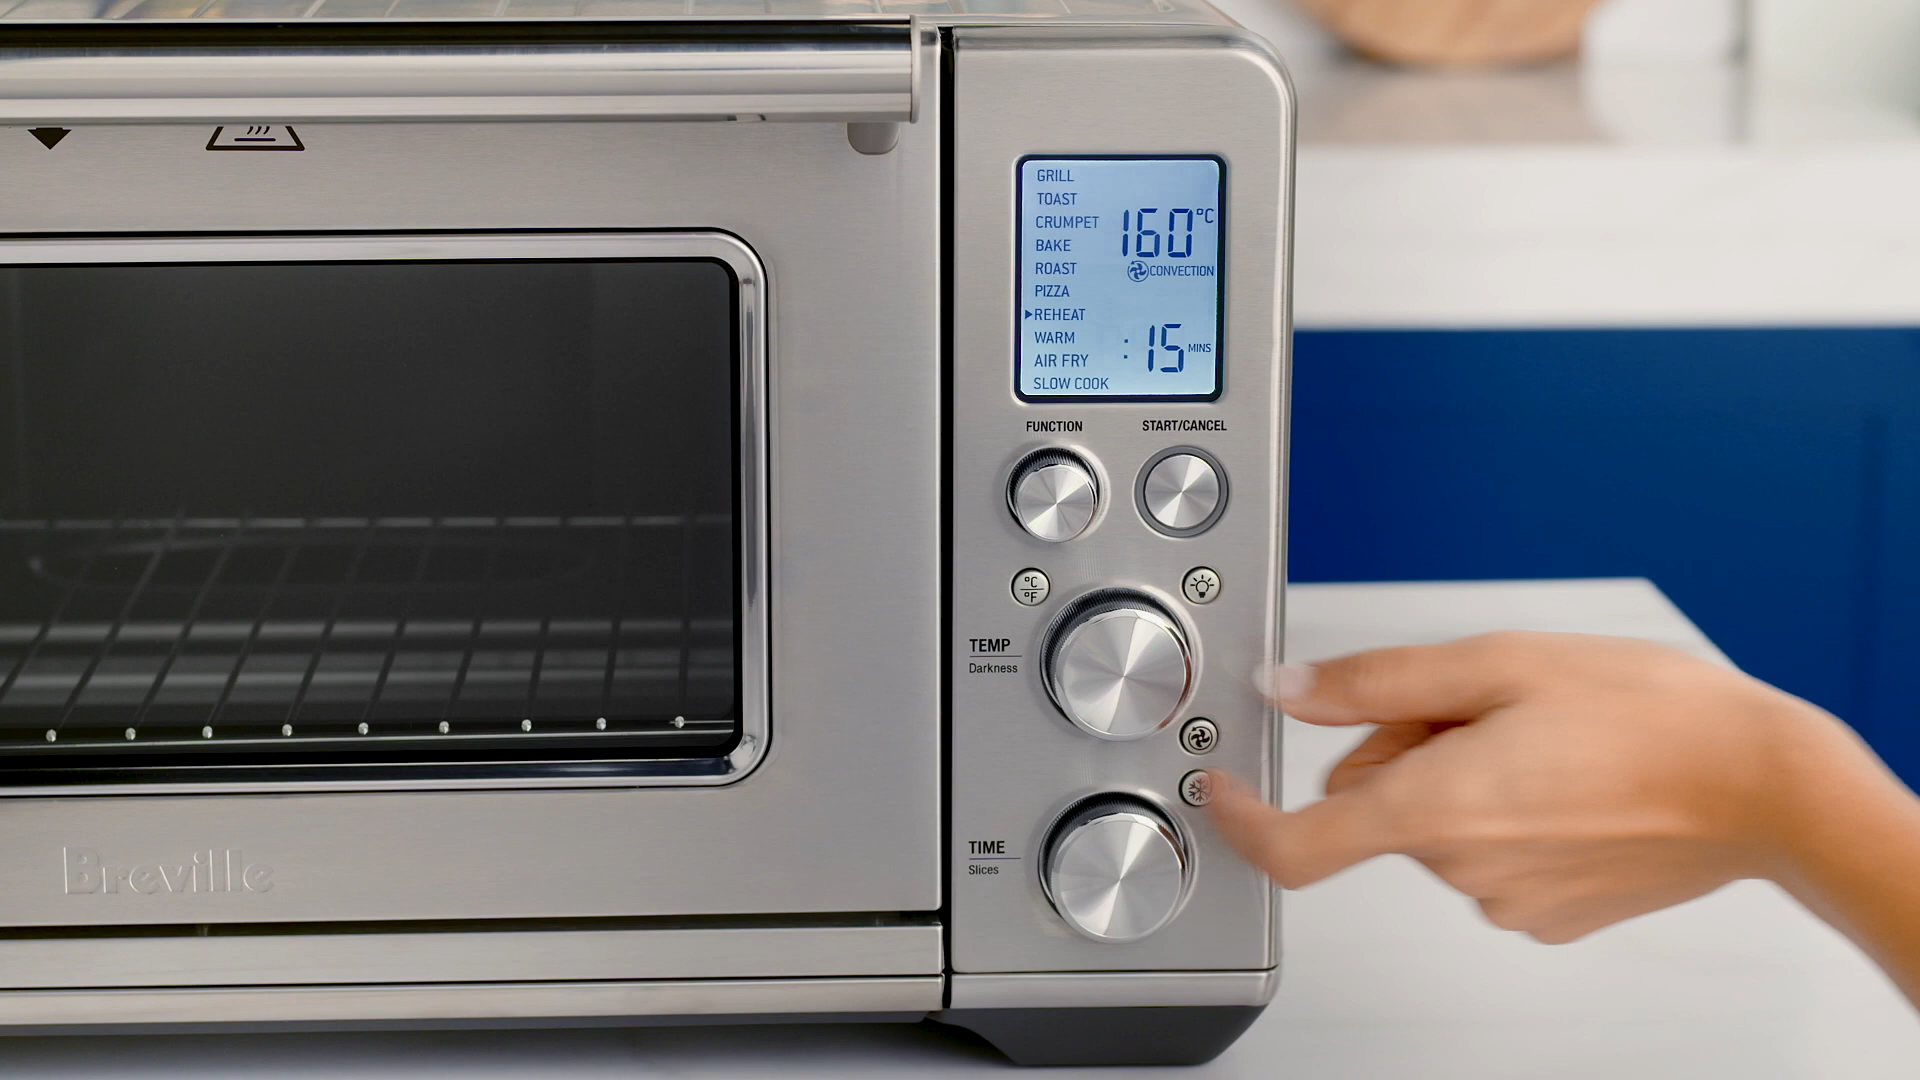 GRILL
TOAST
CRUMPET
BAKE
ROAST
PIZZA
REHEAT
WARM
AIR FRY
SLOW COOK
160°C
CONVECTION
:15 MINS
FUNCTION
START/CANCEL
°C
°F
TEMP
Darkness
TIME
Slices
Breville